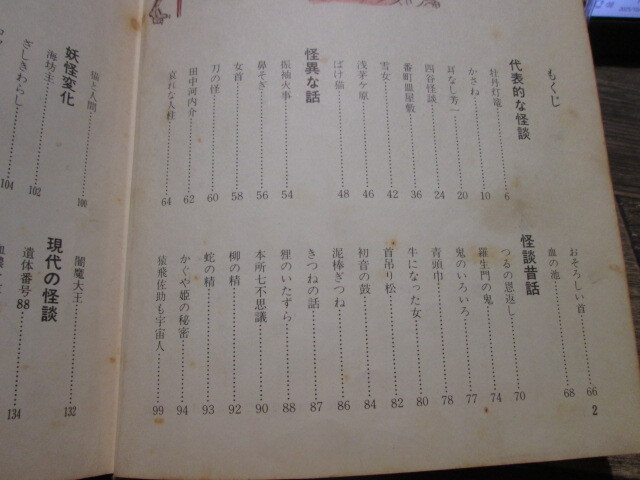 もくじ
代表的な怪談
牡丹灯籠 6
かさね 10
耳なし芳一 20
四谷怪談 24
番町皿屋敷 36
雪女 42
浅茅ケ原 46
ばけ猫 48
怪異な話
振袖火事 54
鼻そぎ 56
女首 58
刀の怪 60
田中河内介 62
哀れな人柱 64
おそろしい首 66
血の池 68
怪談昔話
つるの恩返し 70
羅生門の鬼 74
鬼のいろいろ 77
青頭巾 78
牛になった女 80
首吊り松 82
初音の鼓 84
泥棒ぎつね 86
きつねの話 87
狸のいたずら 88
本所七不思議 90
柳の精 92
蛇の精 93
かぐや姫の秘密 94
猿飛佐助も宇宙人 99
2
猿と人間 100
妖怪変化
海坊主 102
ざしきわらし 104
閻魔大王 132
現代の怪談
遺体番号88 134